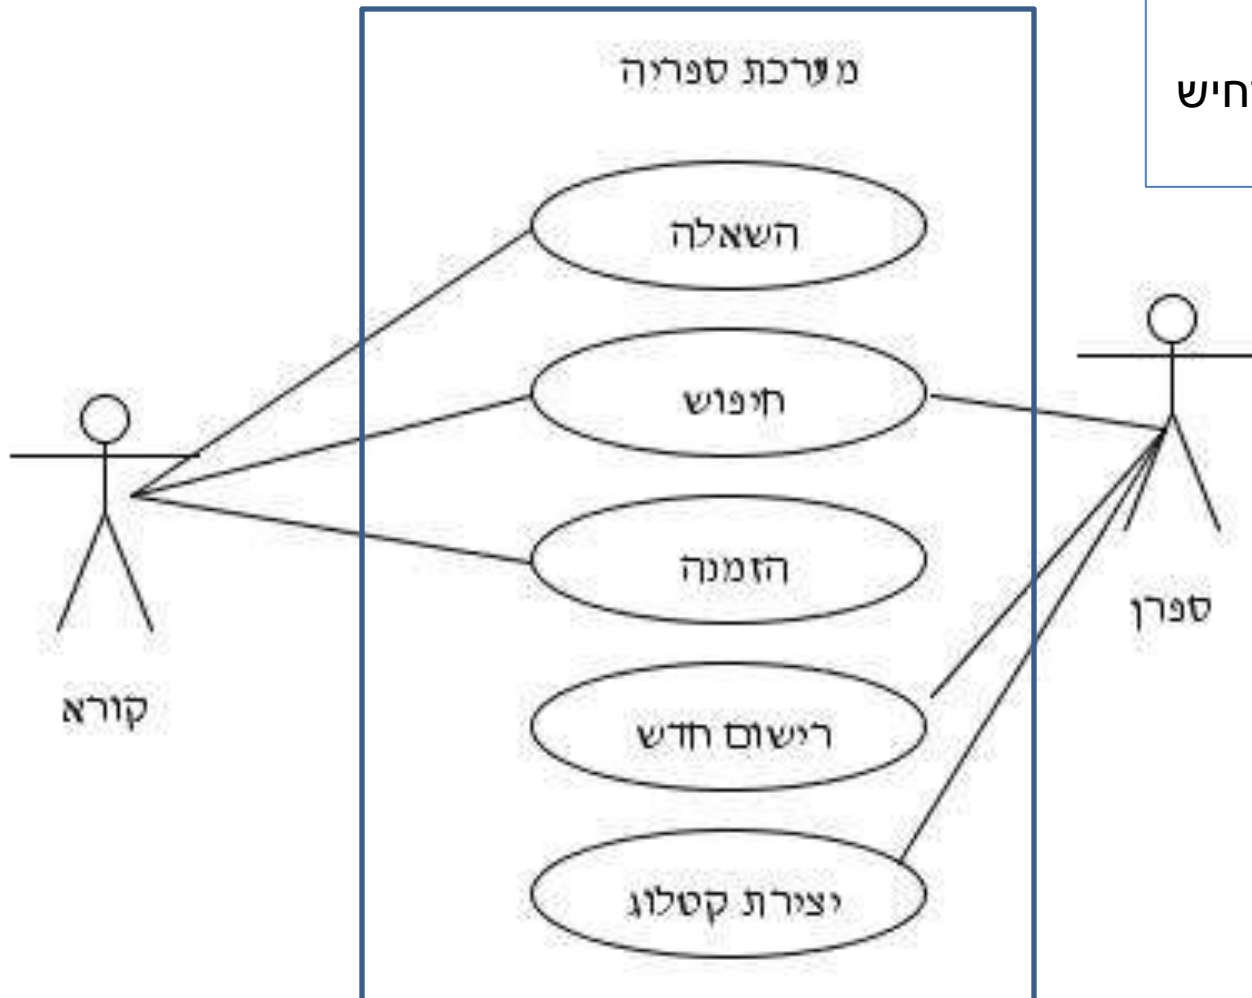 מערכת ספריה
השאלה
חיפוש
הזמנה
רישום חדש
יצירת קטלוג
קורא
ספרן